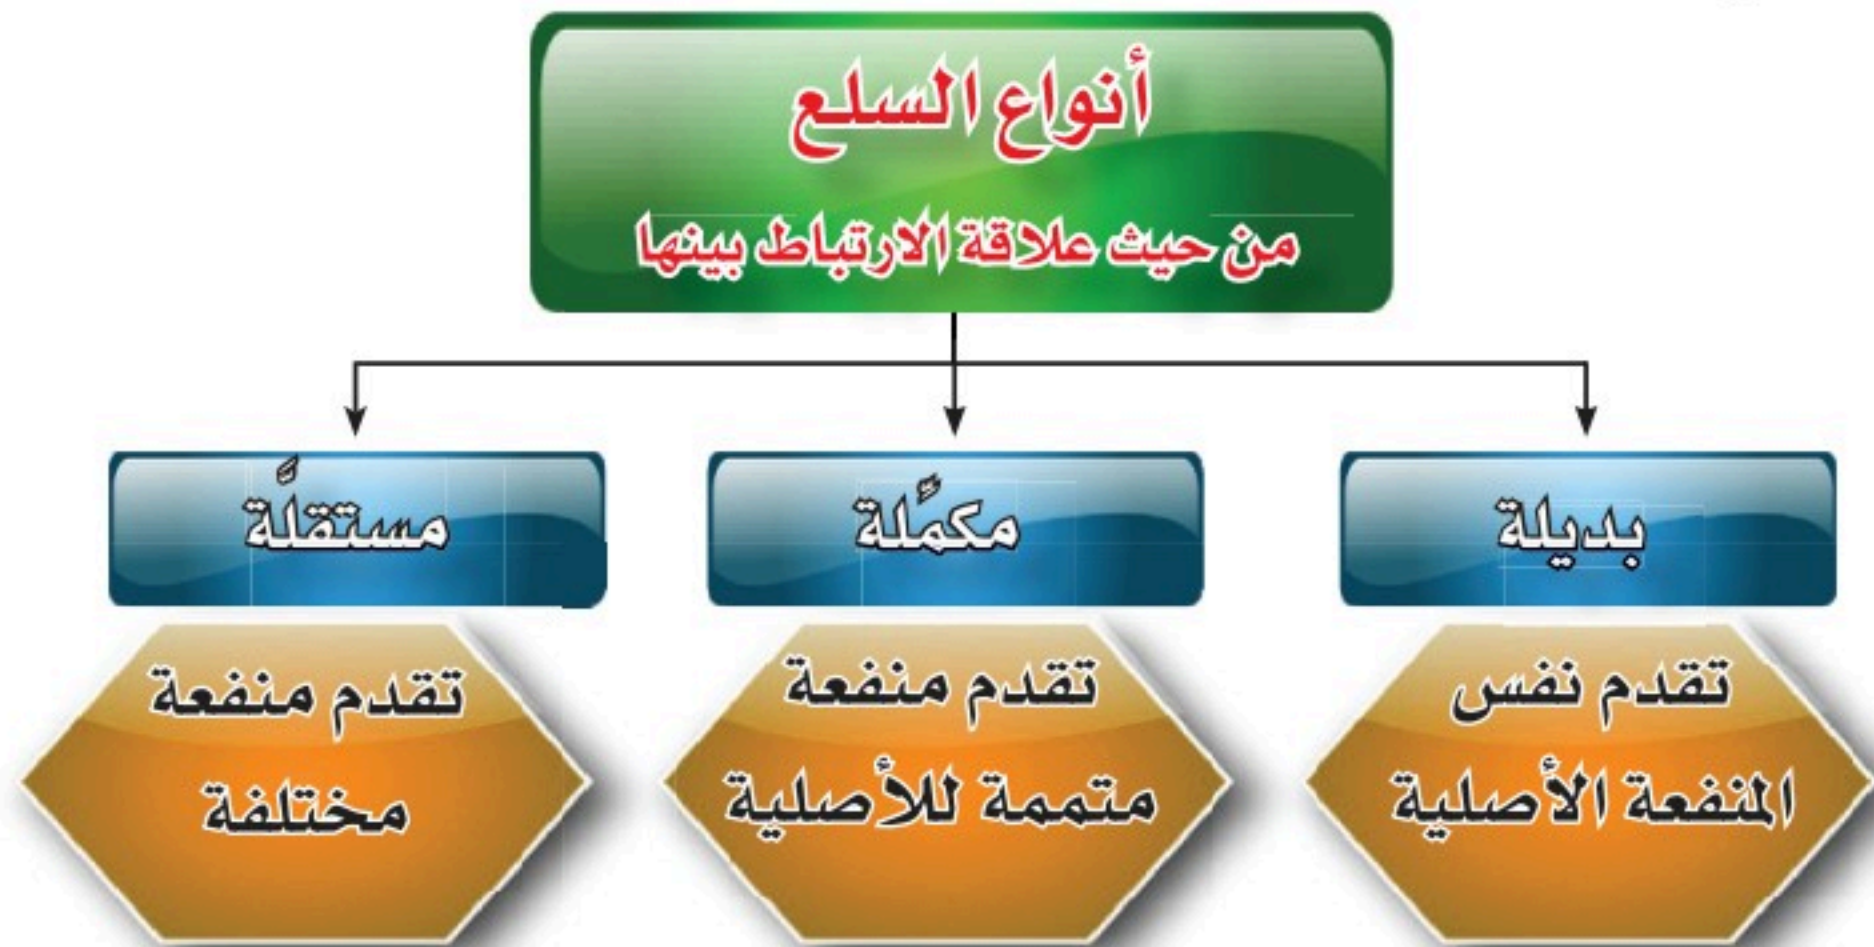 أنواع السلع
من حيث علاقة الارتباط بينها
بديلة
تقدم نفس
المنفعة الأصلية
مكمَّلة
تقدم منفعة
متممة للأصلية
مستقلَّة
تقدم منفعة
مختلفة